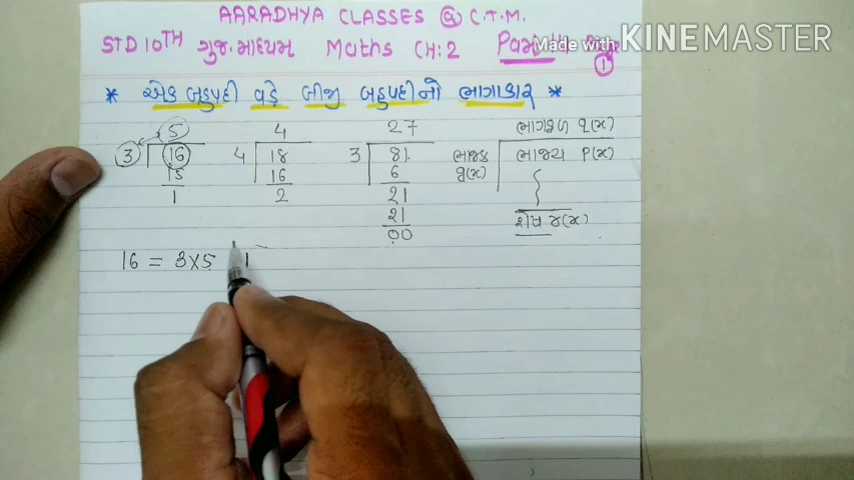 AARADHYA CLASSES @ C.T.M.
STD 10TH ગુજ.માધ્યમ Maths CH:2
Made with KINEMASTER
1
* એક બહુપદી વડે બીજી બહુપદીનો ભાગાકાર *
5 4 27 ભાગફળ q(x)
3 16 4 18 3 81 ભાજક ભાજ્ય P(x)
15 16 6 g(x)
1 2 21
21 શેષ r(x)
00
16 = 3x5 1